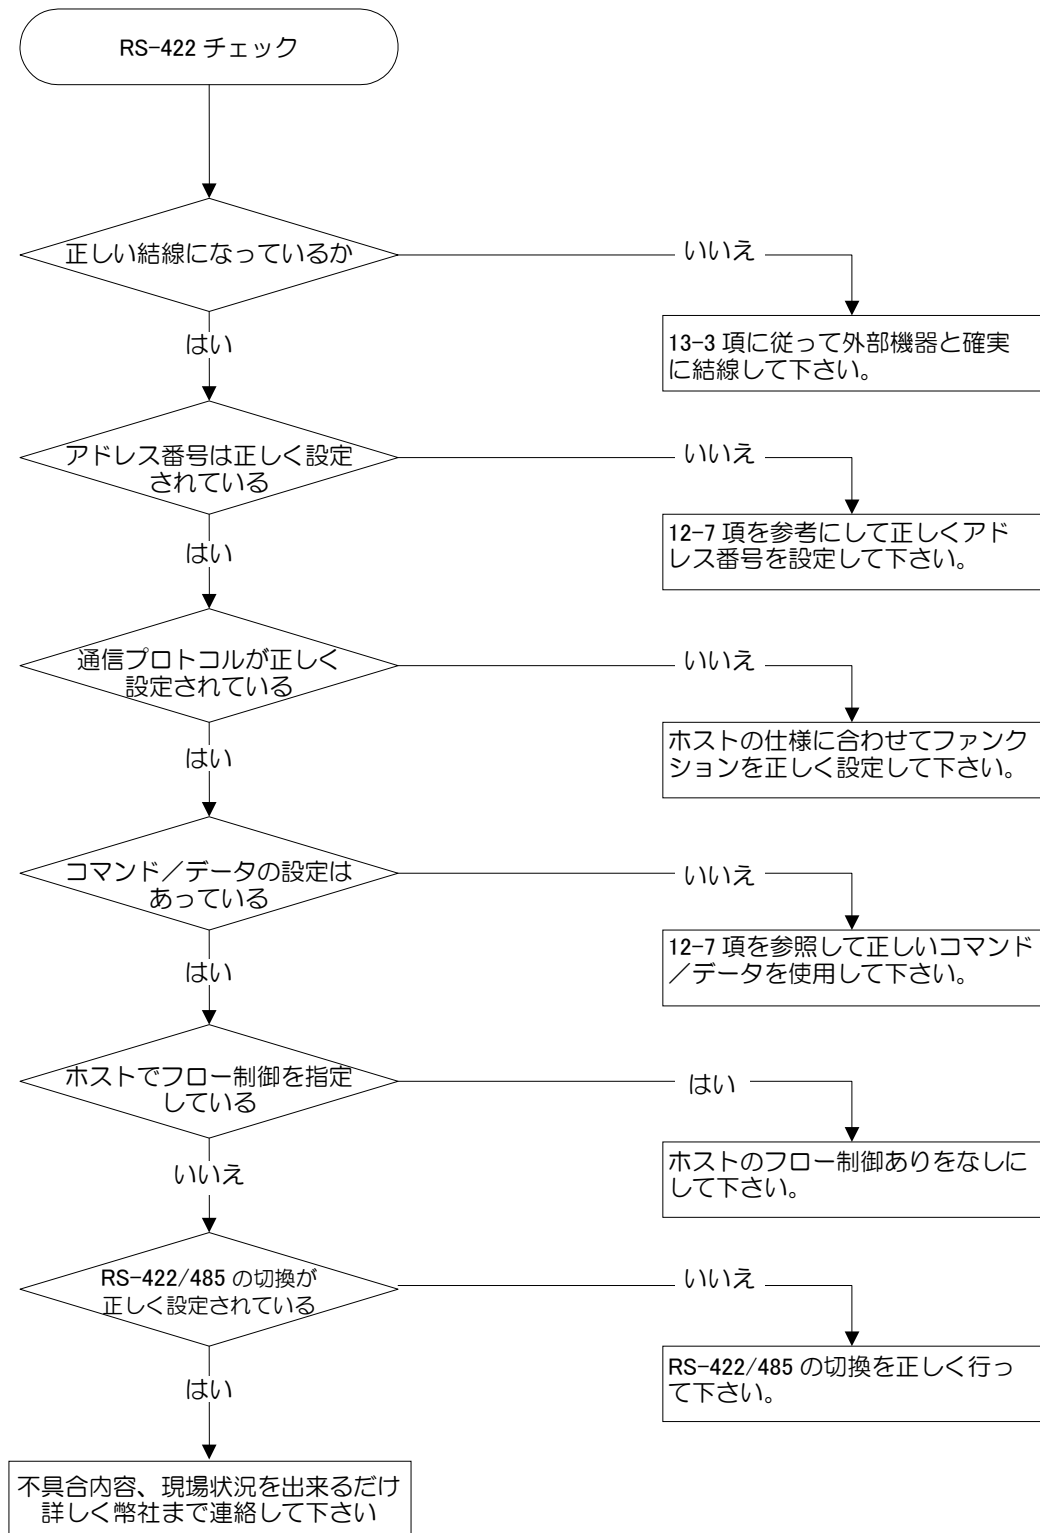 RS-422 チェック
正しい結線になっているか
いいえ
はい
13-3 項に従って外部機器と確実
に結線して下さい。
アドレス番号は正しく設定
されている
いいえ
はい
12-7 項を参考にして正しくアド
レス番号を設定して下さい。
通信プロトコルが正しく
設定されている
いいえ
はい
ホストの仕様に合わせてファンク
ションを正しく設定して下さい。
コマンド／データの設定は
あっている
いいえ
はい
12-7 項を参照して正しいコマンド
／データを使用して下さい。
ホストでフロー制御を指定
している
はい
いいえ
ホストのフロー制御ありをなしに
して下さい。
RS-422/485 の切換が
正しく設定されている
いいえ
はい
RS-422/485 の切換を正しく行っ
て下さい。
不具合内容、現場状況を出来るだけ
詳しく幣社まで連絡して下さい